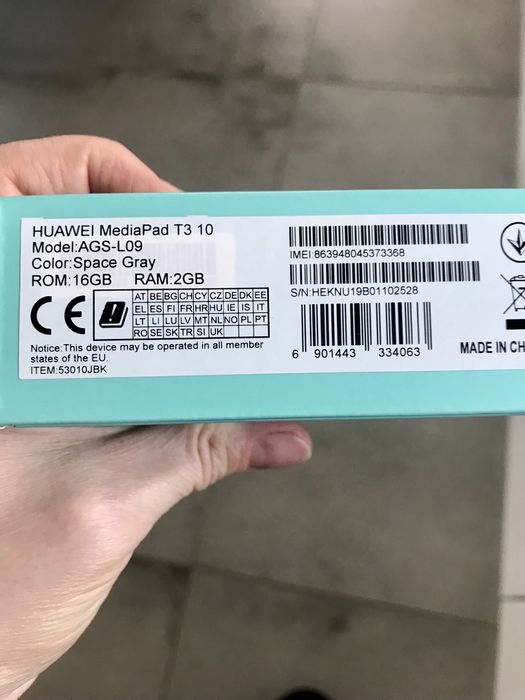 HUAWEI MediaPad T3 10
Model:AGS-L09
Color:Space Gray
ROM:16GB RAM:2GB
CE
AT BE BG CH CY CZ DE DK EE
EL ES FI FR HR HU IE IS IT
LT LI LU LV MT NL NO PL PT
RO SE SK TR SI UK
Notice:This device may be operated in all member
states of the EU.
ITEM:53010JBK
IMEI:863948045373368
S/N:HEKNU19B01102528
6 901443 334063
MADE IN CH